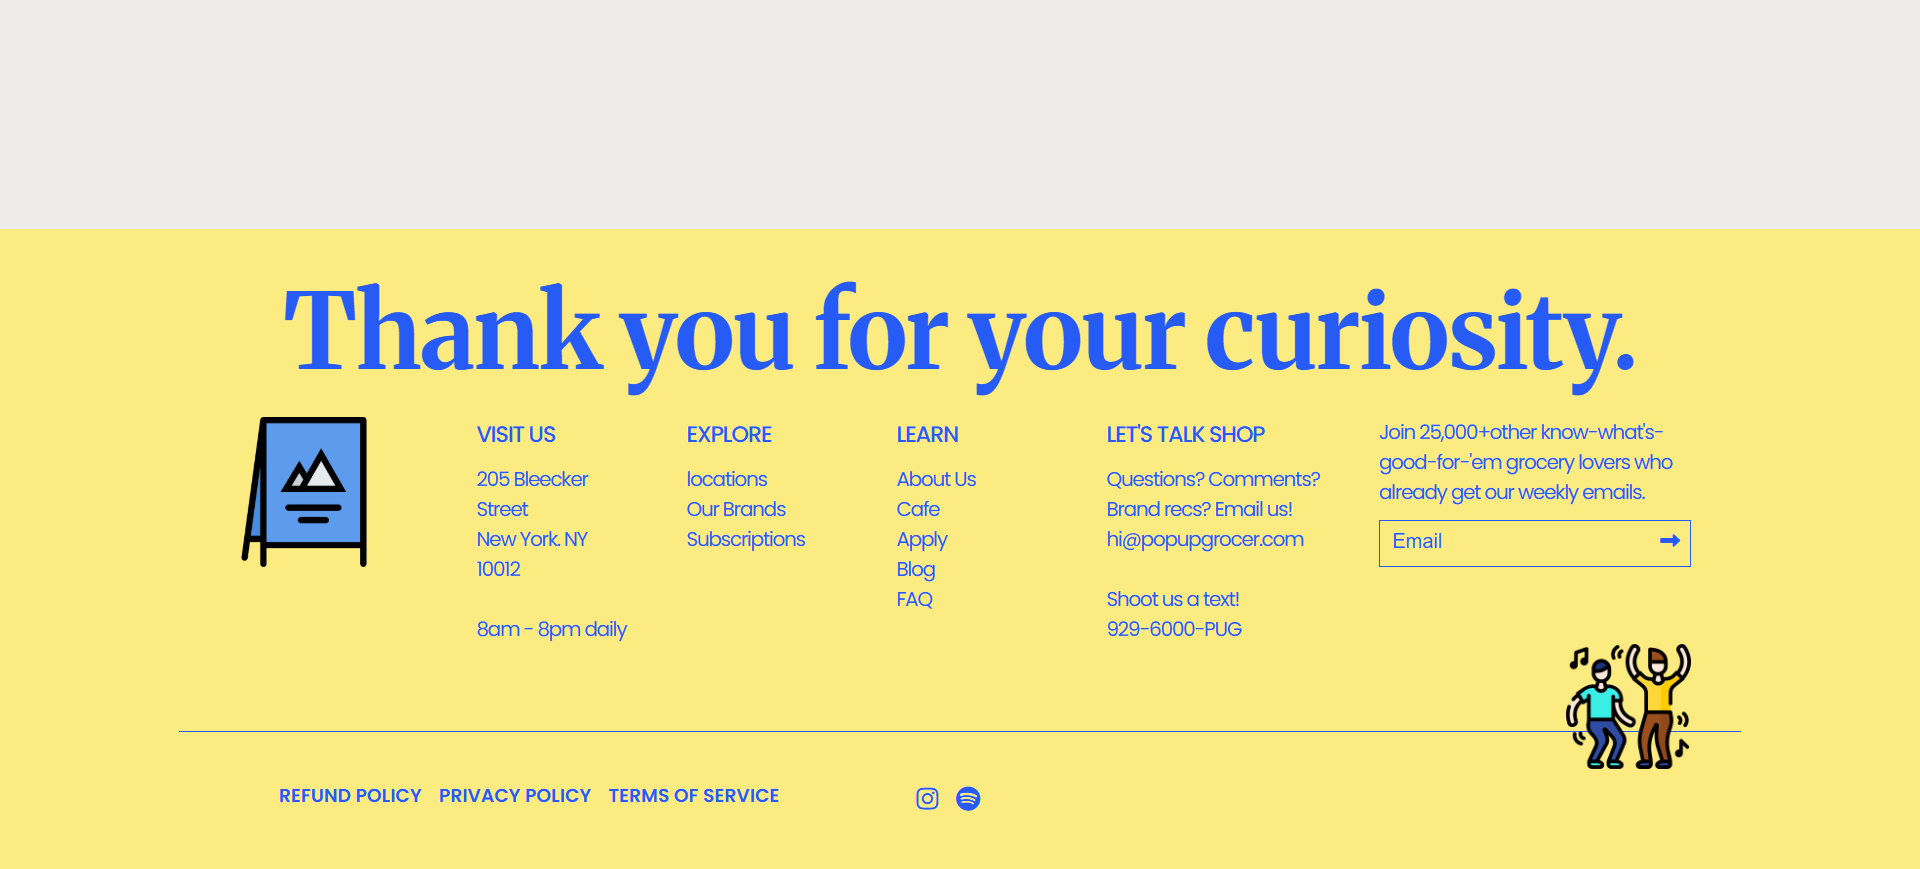 Thank you for your curiosity.
VISIT US
205 Bleecker
Street
New York. NY
10012
8am - 8pm daily
EXPLORE
locations
Our Brands
Subscriptions
LEARN
About Us
Cafe
Apply
Blog
FAQ
LET'S TALK SHOP
Questions? Comments?
Brand recs? Email us!
hi@popupgrocer.com
Shoot us a text!
929-6000-PUG
Join 25,000+other know-what's-
good-for-'em grocery lovers who
already get our weekly emails.
Email
REFUND POLICY PRIVACY POLICY TERMS OF SERVICE